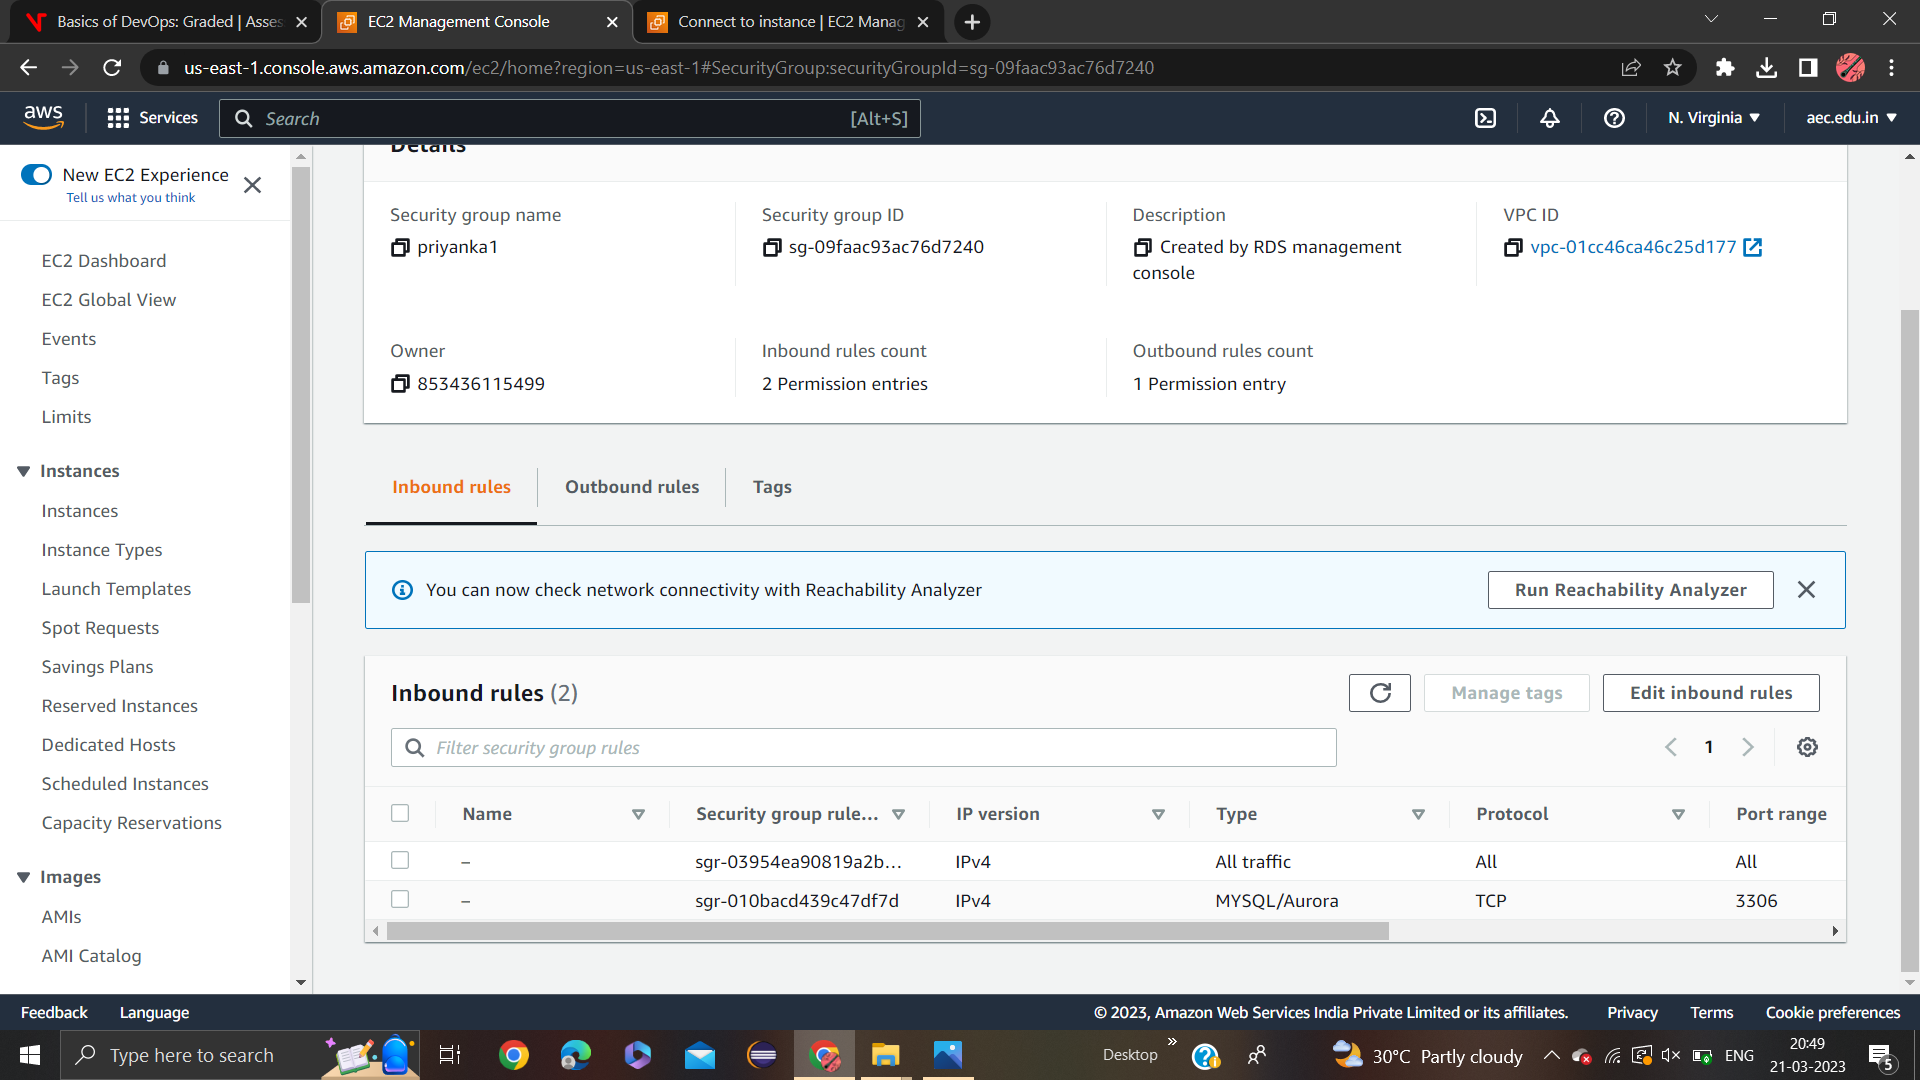 Basics of DevOps: Graded | Asses
EC2 Management Console
Connect to instance | EC2 Manag
us-east-1.console.aws.amazon.com/ec2/home?region=us-east-1#SecurityGroup:securityGroupId=sg-09faac93ac76d7240
aws
Services
Search
[Alt+S]
N. Virginia
aec.edu.in
New EC2 Experience
Tell us what you think
EC2 Dashboard
EC2 Global View
Events
Tags
Limits
Instances
Instances
Instance Types
Launch Templates
Spot Requests
Savings Plans
Reserved Instances
Dedicated Hosts
Scheduled Instances
Capacity Reservations
Images
AMIs
AMI Catalog
Details
Security group name
priyanka1
Security group ID
sg-09faac93ac76d7240
Description
Created by RDS management
console
VPC ID
vpc-01cc46ca46c25d177
Owner
853436115499
Inbound rules count
2 Permission entries
Outbound rules count
1 Permission entry
Inbound rules
Outbound rules
Tags
You can now check network connectivity with Reachability Analyzer
Run Reachability Analyzer
Inbound rules (2)
Manage tags
Edit inbound rules
Filter security group rules
1
Name
Security group rule...
IP version
Type
Protocol
Port range
– sgr-03954ea90819a2b... IPv4 All traffic All All
– sgr-010bacd439c47df7d IPv4 MYSQL/Aurora TCP 3306
Feedback
Language
© 2023, Amazon Web Services India Private Limited or its affiliates.
Privacy
Terms
Cookie preferences
Type here to search
Desktop
30°C Partly cloudy
ENG
20:49
21-03-2023
5